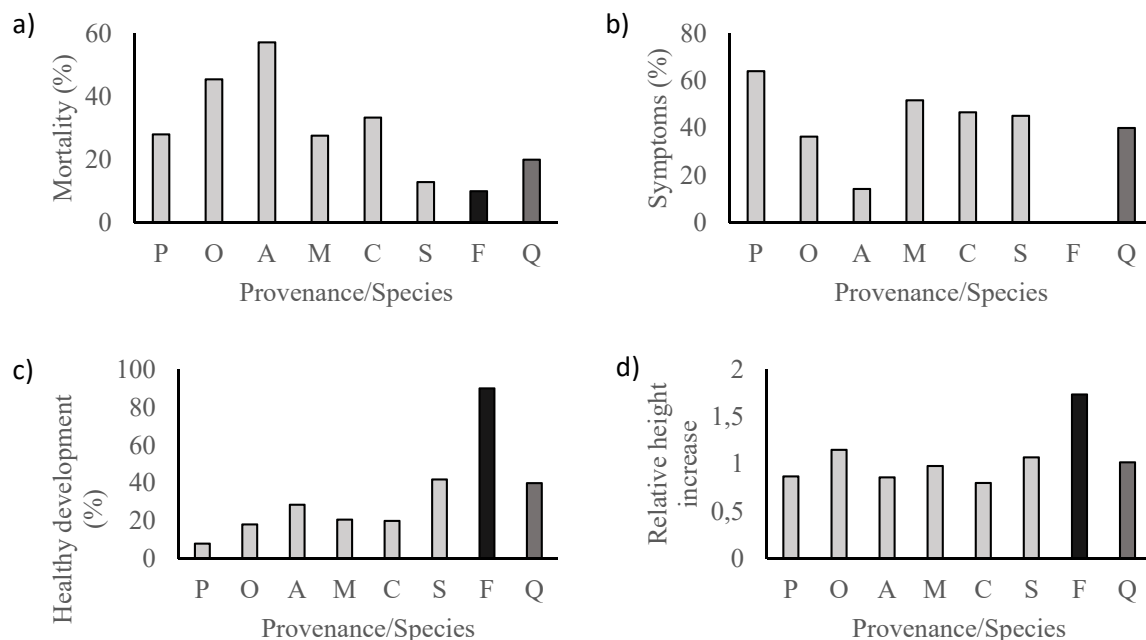 a)
60
40
20
0
Mortality (%)
P O A M C S F Q
Provenance/Species
b)
80
60
40
20
0
Symptoms (%)
P O A M C S F Q
Provenance/Species
c)
100
80
60
40
20
0
Healthy development
(%)
P O A M C S F Q
Provenance/Species
d)
2
1,5
1
0,5
0
Relative height
increase
P O A M C S F Q
Provenance/Species